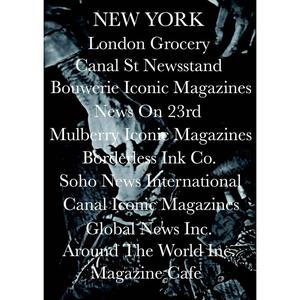 NEW YORK
London Grocery
Canal St Newsstand
Bouwerie Iconic Magazines
News On 23rd
Mulberry Iconic Magazines
Borderless Ink Co.
Soho News International
Canal Iconic Magazines
Global News Inc.
Around The World Inc.
Magazine Cafe